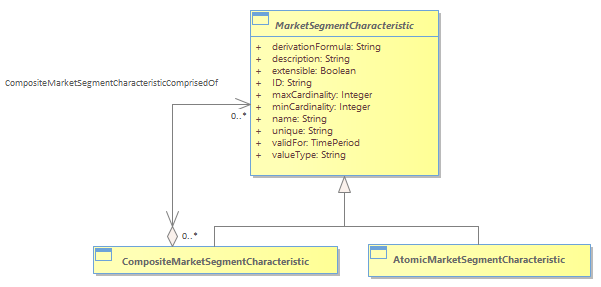 MarketSegmentCharacteristic
+ derivationFormula: String
+ description: String
+ extensible: Boolean
+ ID: String
+ maxCardinality: Integer
+ minCardinality: Integer
+ name: String
+ unique: String
+ validFor: TimePeriod
+ valueType: String
CompositeMarketSegmentCharacteristicComprisedOf
0..*
0..*
CompositeMarketSegmentCharacteristic
AtomicMarketSegmentCharacteristic